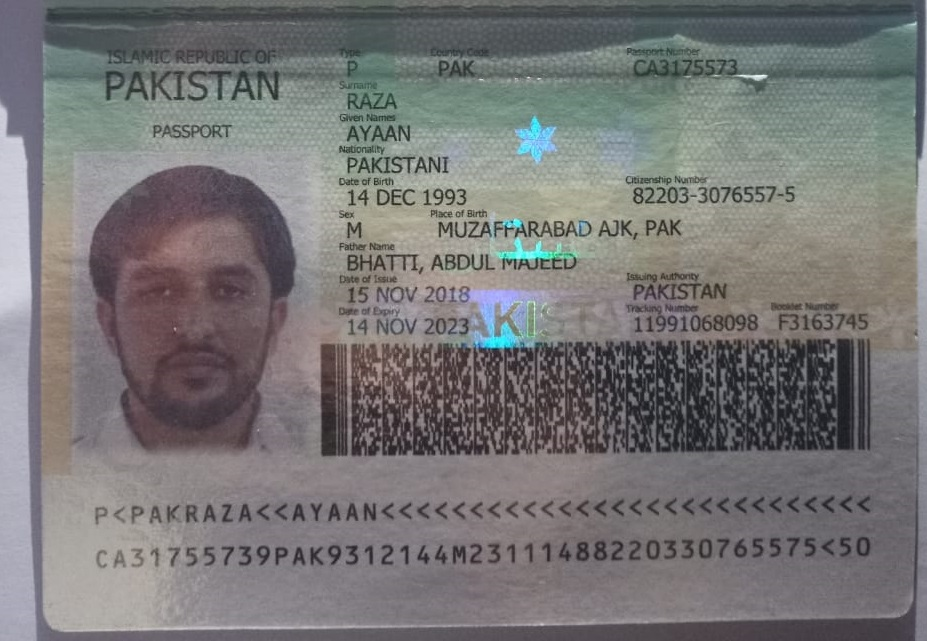 ISLAMIC REPUBLIC OF
PAKISTAN
PASSPORT
Type Country Code Passport Number
P PAK CA3175573
Surname
RAZA
Given Names
AYAAN
Nationality
PAKISTANI
Date of Birth Citizenship Number
14 DEC 1993 82203-3076557-5
Sex Place of Birth
M MUZAFFARABAD AJK, PAK
Father Name
BHATTI, ABDUL MAJEED
Date of Issue Issuing Authority
15 NOV 2018 PAKISTAN
Date of Expiry Tracking Number Booklet Number
14 NOV 2023 11991068098 F3163745
P<PAKRAZA<<AYAAN<<<<<<<<<<<<<<<<<<<<<<<<<<<<
CA31755739PAK9312144M2311148822033076​5575<50